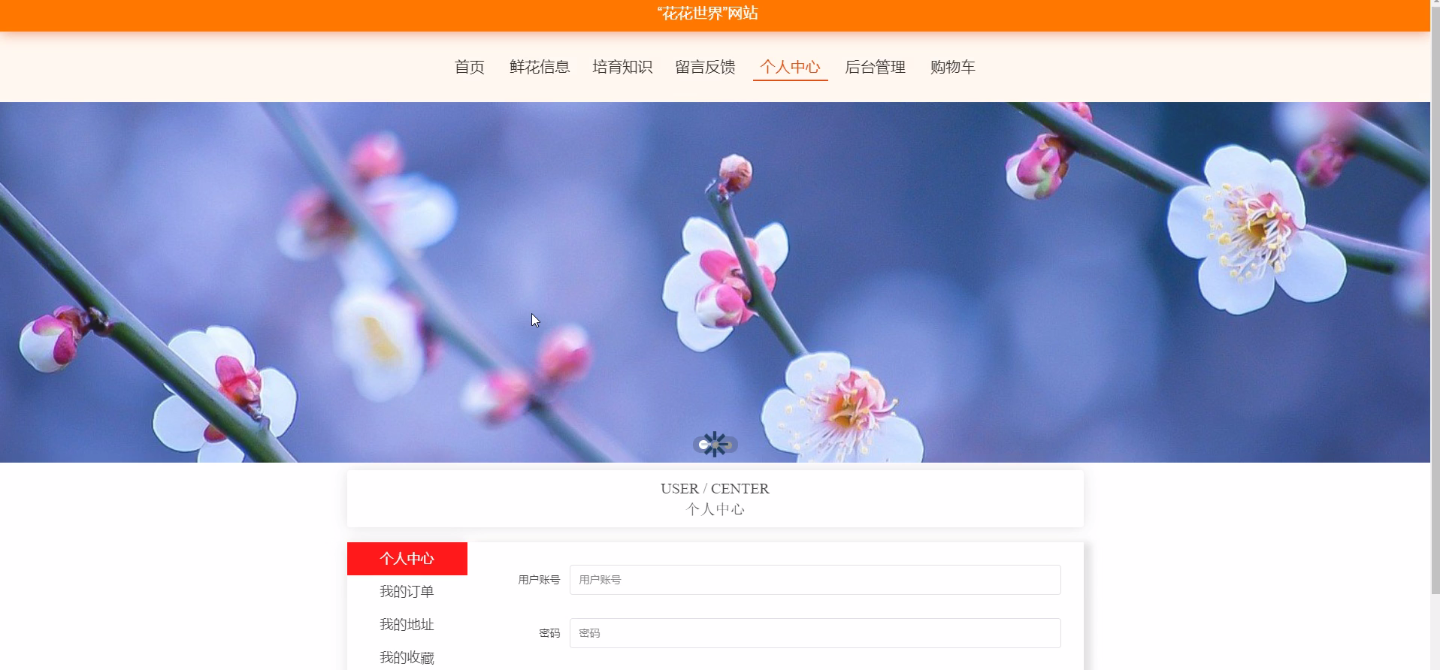 “花花世界”网站
首页 鲜花信息 培育知识 留言反馈 个人中心 后台管理 购物车
USER / CENTER
个人中心
个人中心
我的订单
我的地址
我的收藏
用户账号 用户账号
密码 密码